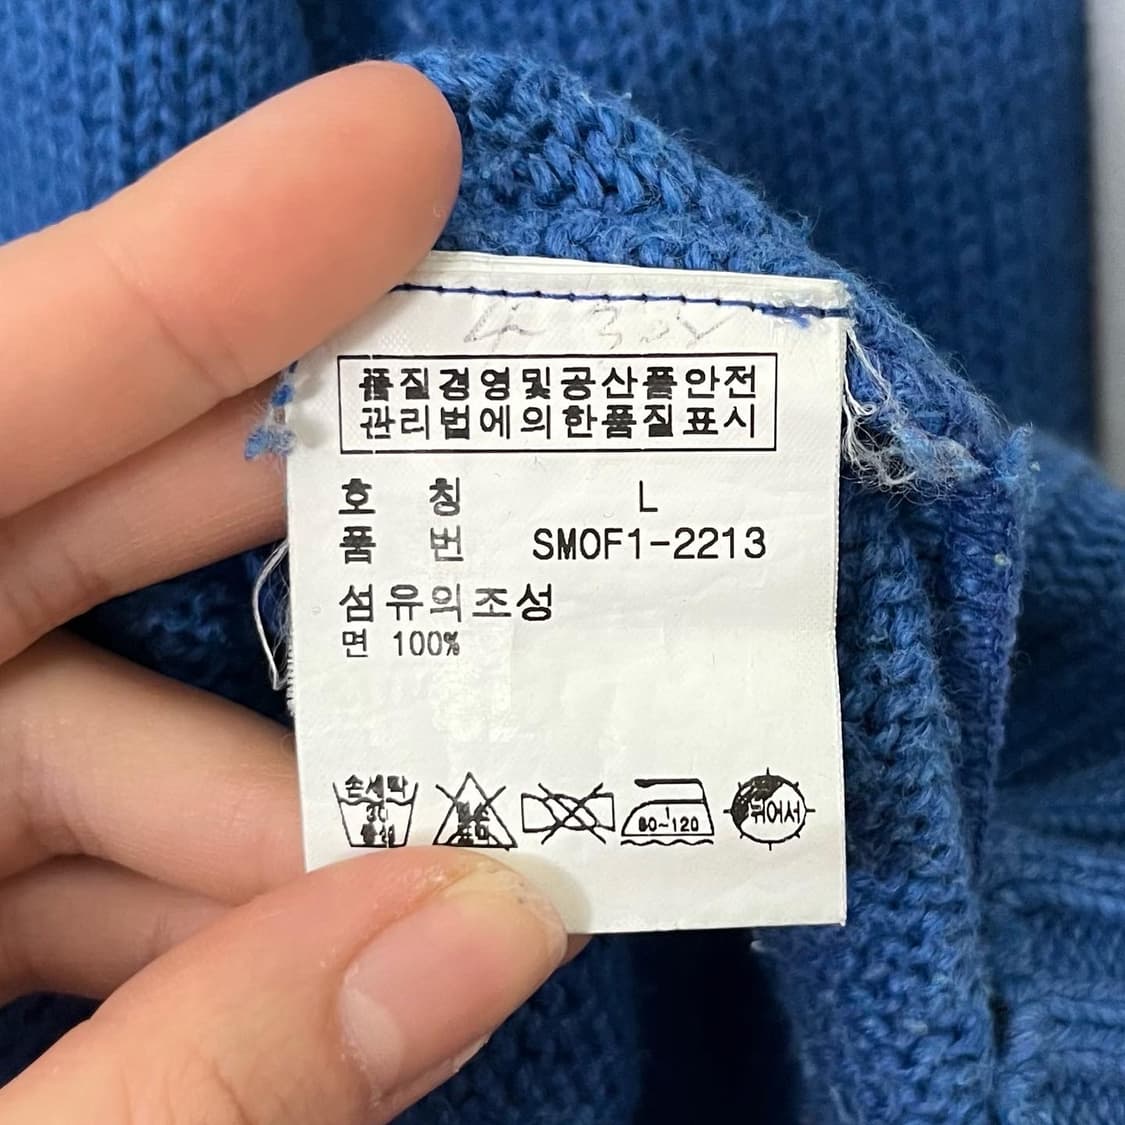 품질경영및공산품안전
관리법에의한품질표시
호 칭 L
품 번 SMOF1-2213
섬유의조성
면 100%
손세탁
30
중성
80~120
뉘어서